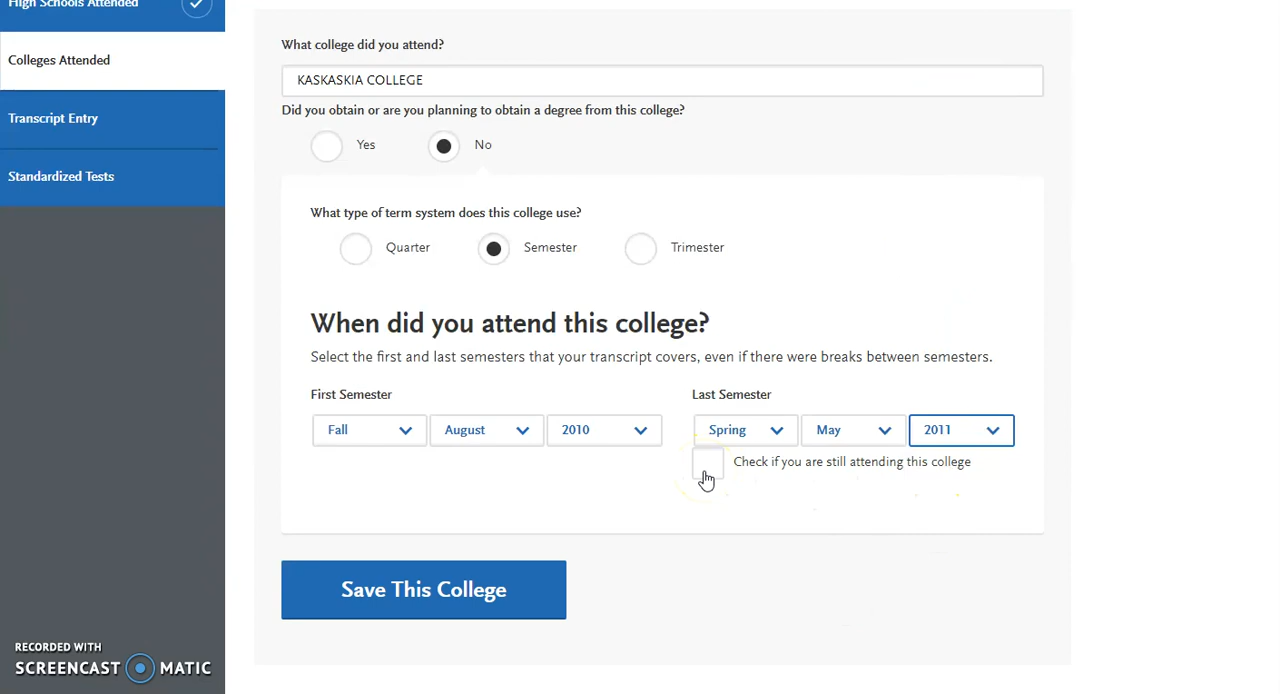 High Schools Attended
Colleges Attended
Transcript Entry
Standardized Tests
What college did you attend?
KASKASKIA COLLEGE
Did you obtain or are you planning to obtain a degree from this college?
Yes No
What type of term system does this college use?
Quarter Semester Trimester
When did you attend this college?
Select the first and last semesters that your transcript covers, even if there were breaks between semesters.
First Semester Last Semester
Fall August 2010 Spring May 2011
Check if you are still attending this college
Save This College
RECORDED WITH
SCREENCAST MATIC